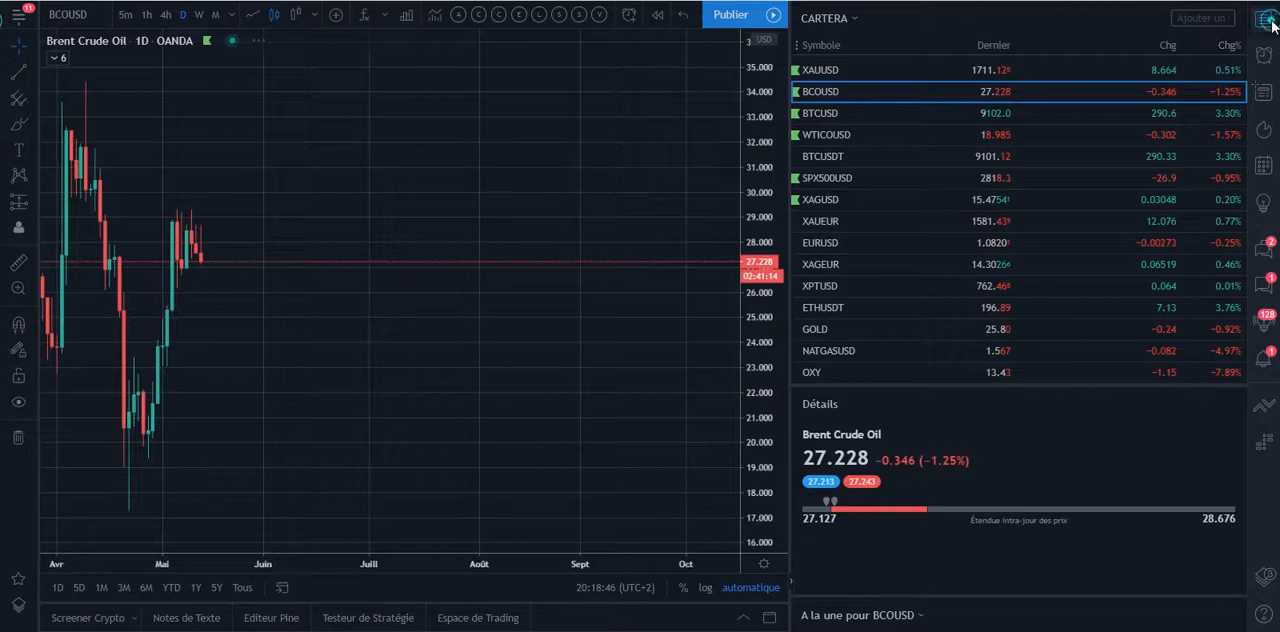 11
BCOUSD
5m 1h 4h D W M
A C C E L S S V
Publier
CARTERA
Ajouter un
Brent Crude Oil · 1D · OANDA
USD
6
35.000
34.000
33.000
32.000
31.000
30.000
29.000
28.000
27.228
02:41:14
26.000
25.000
24.000
23.000
22.000
21.000
20.000
19.000
18.000
17.000
16.000
Avr Mai Juin Juill Août Sept Oct
1D 5D 1M 3M 6M YTD 1Y 5Y Tous
20:18:46 (UTC+2) % log automatique
Screener Crypto Notes de Texte Editeur Pine Testeur de Stratégie Espace de Trading
Symbole Dernier Chg Chg%
XAUUSD 1711.128 8.664 0.51%
BCOUSD 27.228 −0.346 −1.25%
BTCUSD 9102.0 290.6 3.30%
WTICOUSD 18.985 −0.302 −1.57%
BTCUSDT 9101.12 290.33 3.30%
SPX500USD 2818.3 −26.9 −0.95%
XAGUSD 15.47541 0.03048 0.20%
XAUEUR 1581.439 12.076 0.77%
EURUSD 1.08201 −0.00273 −0.25%
XAGEUR 14.30266 0.06519 0.46%
XPTUSD 762.465 0.064 0.01%
ETHUSDT 196.89 7.13 3.76%
GOLD 25.80 −0.24 −0.92%
NATGASUSD 1.567 −0.082 −4.97%
OXY 13.43 −1.15 −7.89%
Détails
Brent Crude Oil
27.228 −0.346 (−1.25%)
27.213 27.243
27.127 Étendue intra-jour des prix 28.676
A la une pour BCOUSD
2
1
128
1